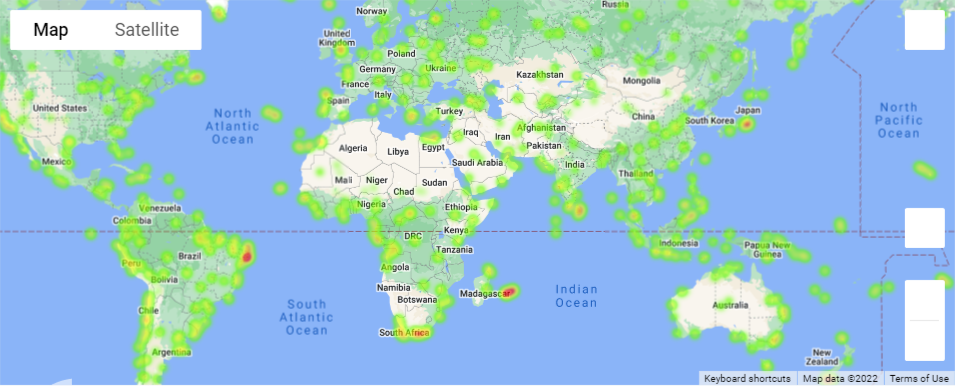 Map
Satellite
Norway
Russia
United
Kingdom
Poland
Germany
Ukraine
Kazakhstan
Mongolia
France
Italy
Spain
Turkey
United States
North
Atlantic
Ocean
Japan
China
South Korea
North
Pacific
Ocean
Iraq
Iran
Afghanistan
Pakistan
Algeria
Libya
Egypt
Saudi Arabia
India
Mexico
Mali
Niger
Chad
Sudan
Thailand
Nigeria
Ethiopia
Venezuela
Colombia
DRC
Kenya
Tanzania
Indonesia
Papua New
Guinea
Peru
Brazil
Bolivia
Angola
Namibia
Botswana
Madagascar
Indian
Ocean
Australia
Chile
South
Atlantic
Ocean
South Africa
Argentina
New
Zealand
Keyboard shortcuts
Map data ©2022
Terms of Use